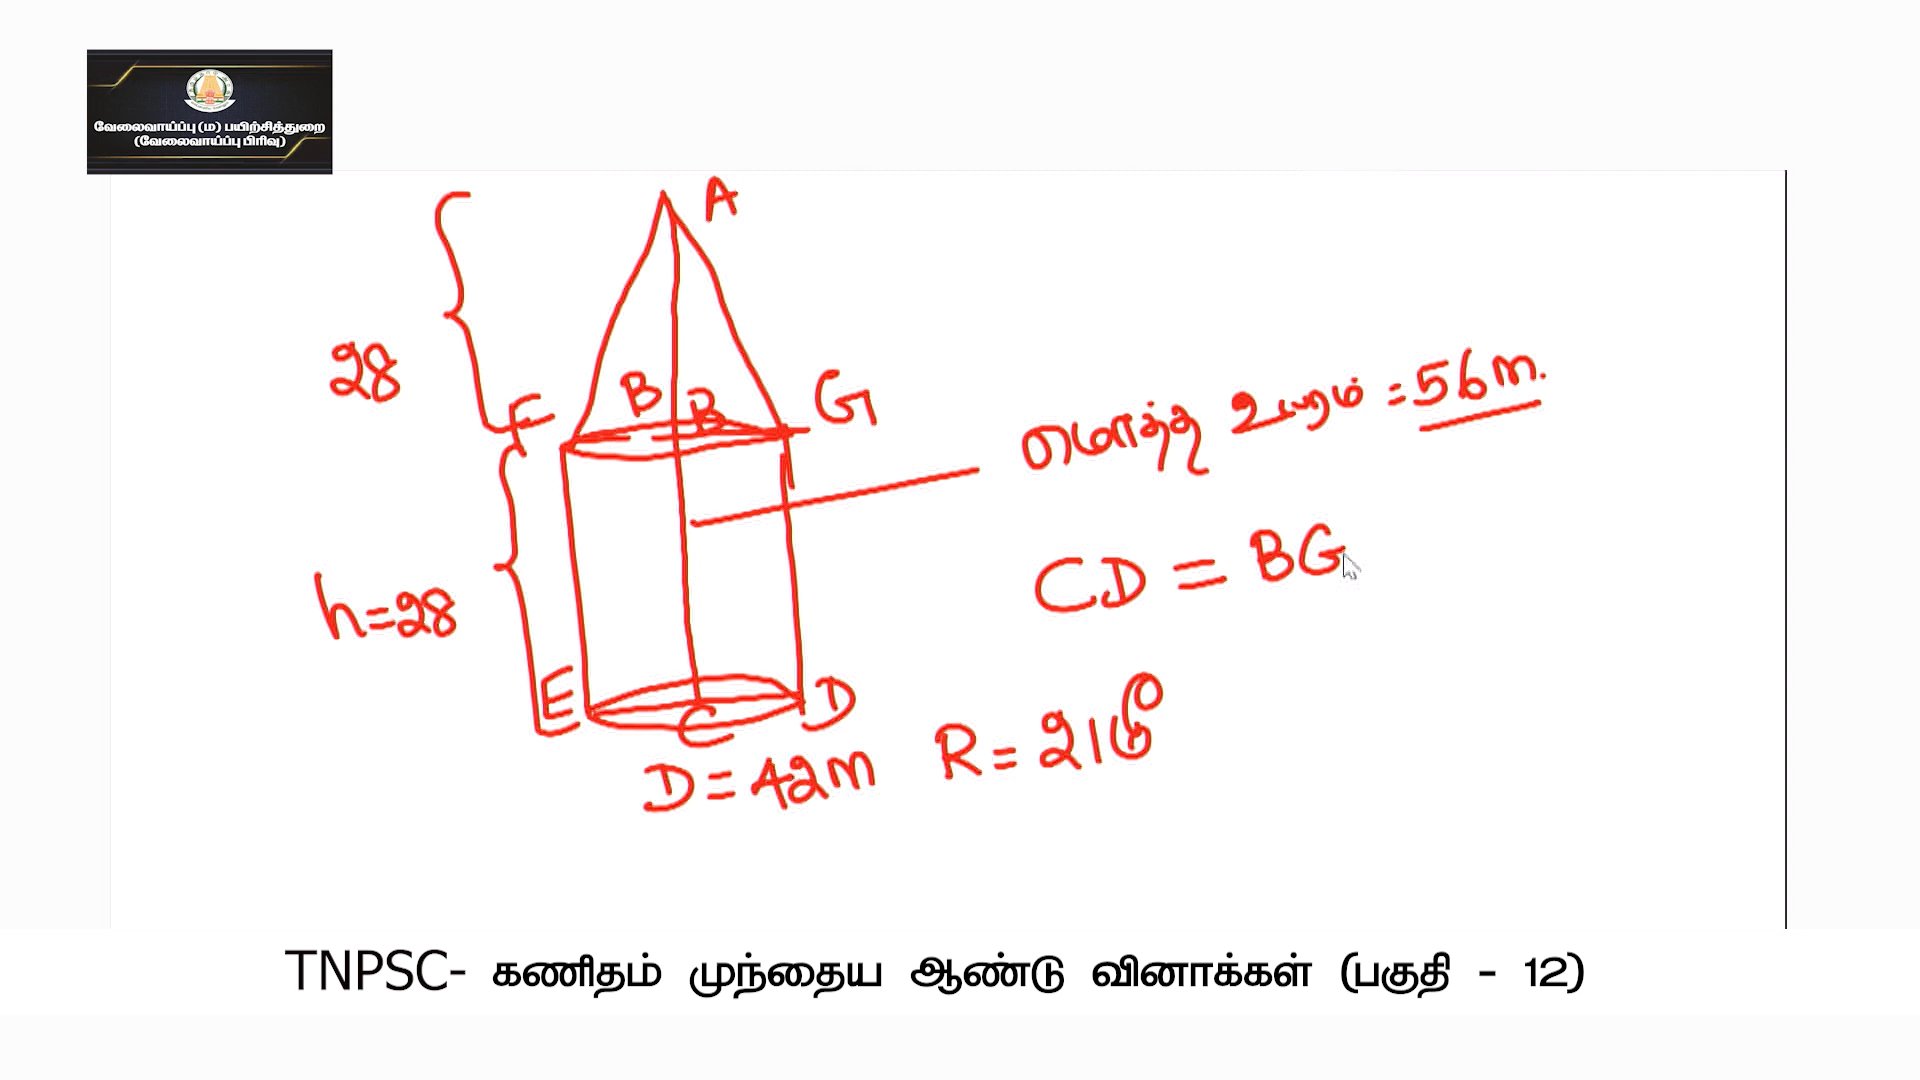 வேலைவாய்ப்பு (ம) பயிற்சித்துறை
(வேலைவாய்ப்பு பிரிவு)
A
28
B
B
F
G
மொத்த உயரம் = 56m.
CD = BG
h=28
E
C
D
D = 42m
R = 21மீ
TNPSC- கணிதம் முந்தைய ஆண்டு வினாக்கள் (பகுதி - 12)